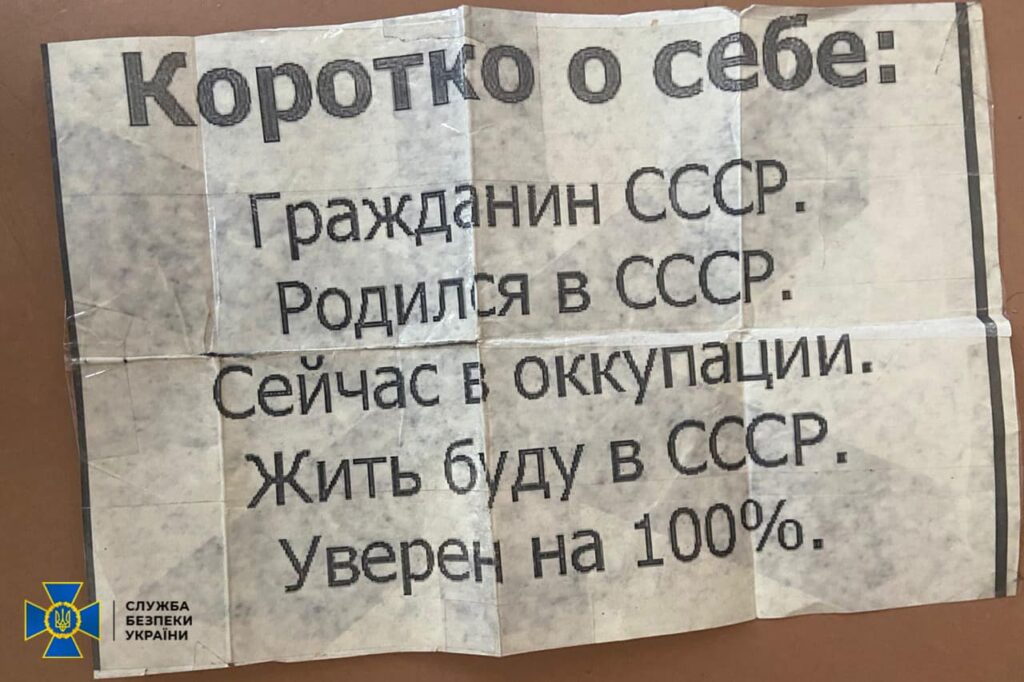 Коротко о себе:
Гражданин СССР.
Родился в СССР.
Сейчас в оккупации.
Жить буду в СССР.
Уверен на 100%.
СЛУЖБА
БЕЗПЕКИ
УКРАЇНИ